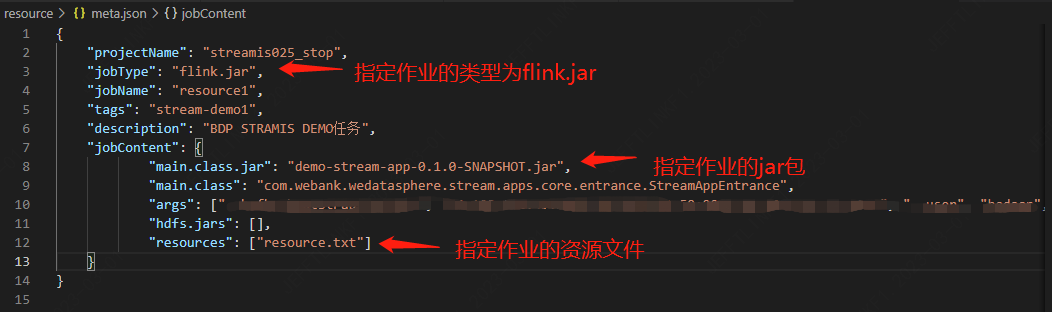 resource > {} meta.json > {} jobContent
1 {
2 "projectName": "streamis025_stop",
3 "jobType": "flink.jar", 指定作业的类型为flink.jar
4 "jobName": "resource1",
5 "tags": "stream-demo1",
6 "description": "BDP STRAMIS DEMO任务",
7 "jobContent": {
8 "main.class.jar": "demo-stream-app-0.1.0-SNAPSHOT.jar", 指定作业的jar包
9 "main.class": "com.webank.wedatasphere.stream.apps.core.entrance.StreamAppEntrance",
10 "args": ["
11 "hdfs.jars": [],
12 "resources": ["resource.txt"] 指定作业的资源文件
13 }
14 }
15